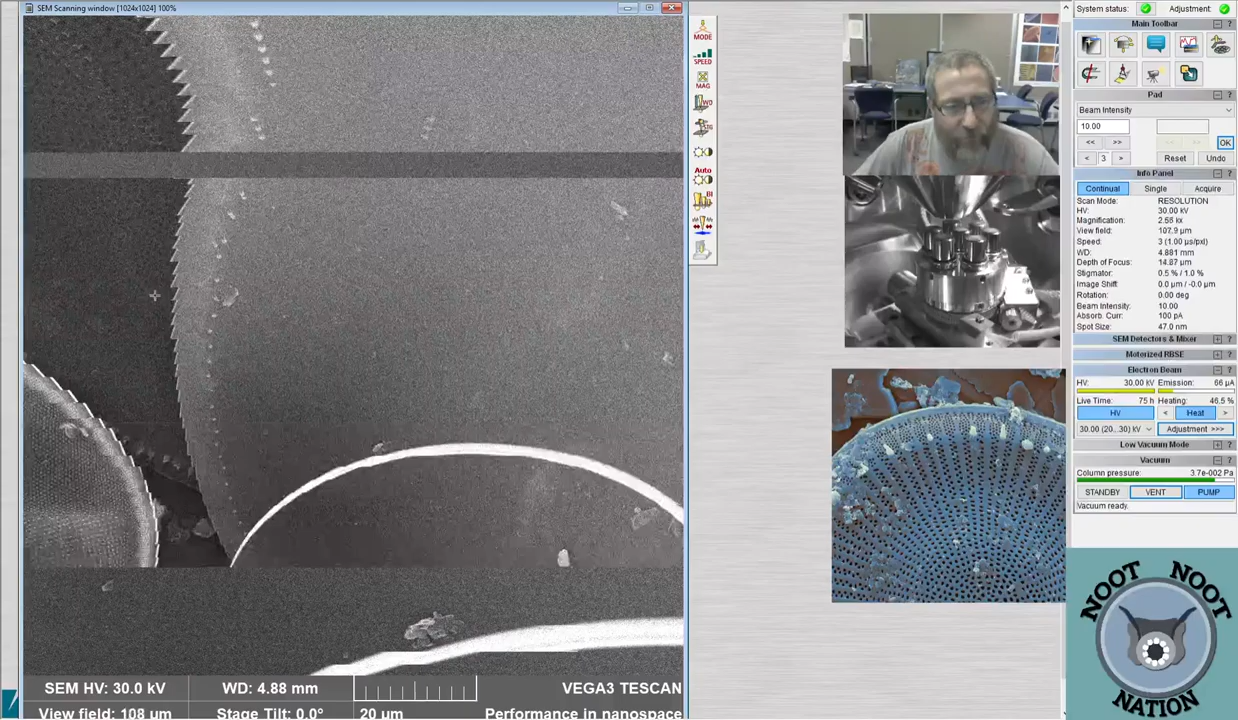 SEM Scanning window [1024x1024] 100%
MODE
SPEED
MAG
WD
Auto
System status:
Adjustment:
Main Toolbar
Pad
Beam Intensity
10.00
<< >> OK
< 3 > Reset Undo
Info Panel
Continual Single Acquire
Scan Mode: RESOLUTION
HV: 30.00 kV
Magnification: 2.56 kx
View field: 107.9 µm
Speed: 3 (1.00 µs/pxl)
WD: 4.881 mm
Depth of Focus: 14.87 µm
Stigmator: 0.5 % / 1.0 %
Image Shift: 0.0 µm / -0.0 µm
Rotation: 0.00 deg
Beam Intensity: 10.00
Absorb. Curr: 100 pA
Spot Size: 47.0 nm
SEM Detectors & Mixer
Motorized RBSE
Electron Beam
HV: 30.00 kV Emission: 66 µA
Live Time: 75 h Heating: 46.5 %
HV < Heat >
30.00 (20...30) kV Adjustment >>>
Low Vacuum Mode
Vacuum
Column pressure: 3.7e-002 Pa
STANDBY VENT PUMP
Vacuum ready.
NOOT NOOT
NATION
SEM HV: 30.0 kV WD: 4.88 mm VEGA3 TESCAN
View field: 108 µm Stage Tilt: 0.0° 20 µm Performance in nanospace